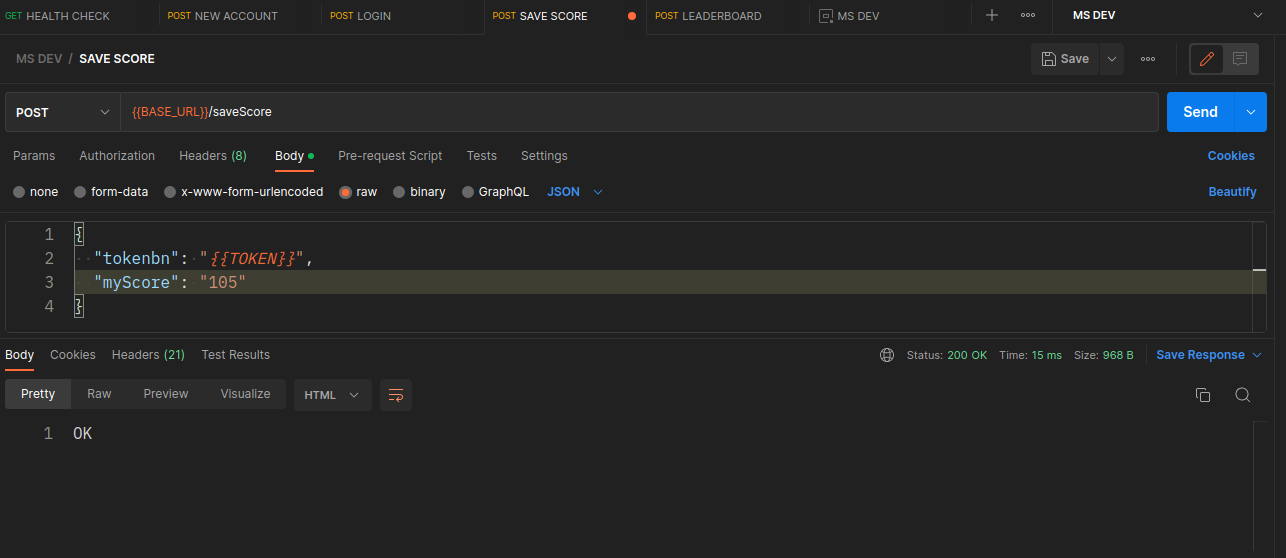 GET HEALTH CHECK POST NEW ACCOUNT POST LOGIN POST SAVE SCORE POST LEADERBOARD MS DEV MS DEV
MS DEV / SAVE SCORE Save
POST {{BASE_URL}}/saveScore Send
Params Authorization Headers (8) Body Pre-request Script Tests Settings Cookies
none form-data x-www-form-urlencoded raw binary GraphQL JSON Beautify
1 {
2 "tokenbn": "{{TOKEN}}",
3 "myScore": "105"
4 }
Body Cookies Headers (21) Test Results Status: 200 OK Time: 15 ms Size: 968 B Save Response
Pretty Raw Preview Visualize HTML
1 OK